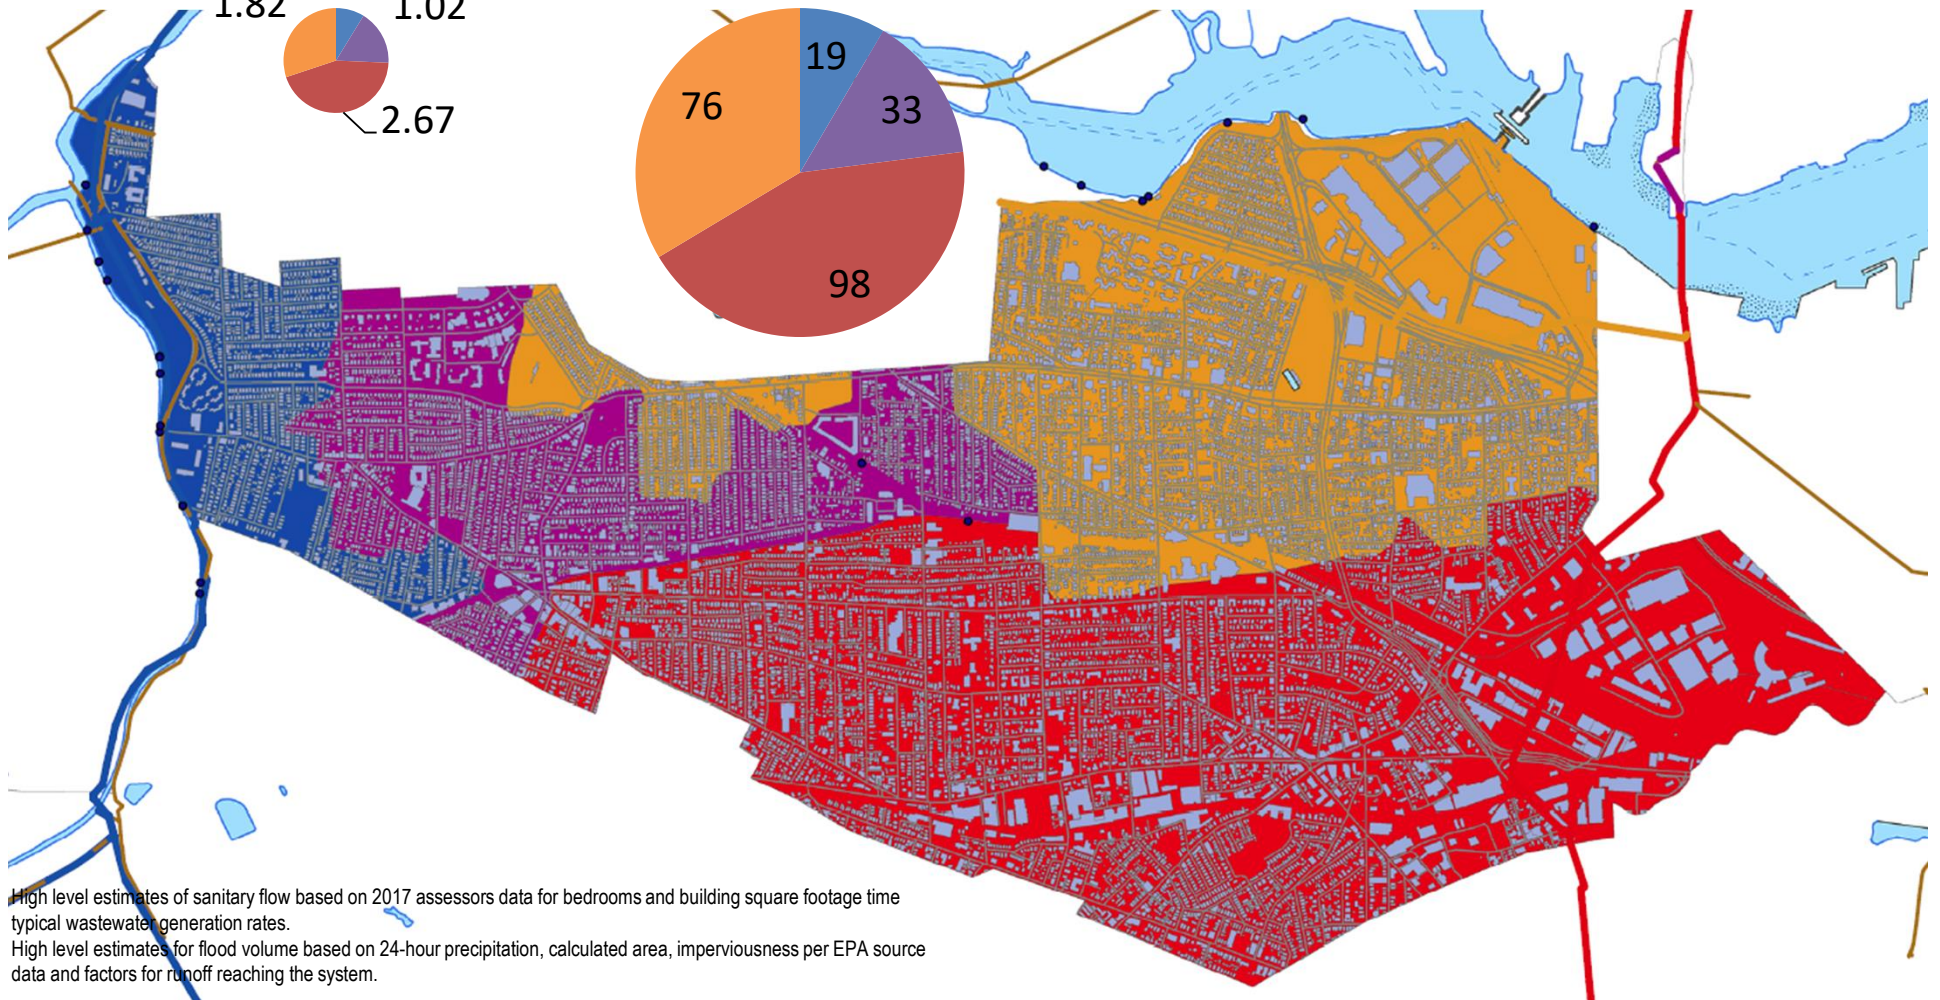 1.82
1.02
2.67
19
33
76
98
High level estimates of sanitary flow based on 2017 assessors data for bedrooms and building square footage time
typical wastewater generation rates.
High level estimates for flood volume based on 24-hour precipitation, calculated area, imperviousness per EPA source
data and factors for runoff reaching the system.